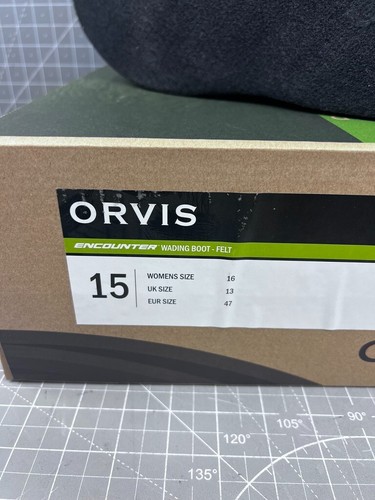 ORVIS
ENCOUNTER WADING BOOT - FELT
15
WOMENS SIZE 16
UK SIZE 13
EUR SIZE 47
90°
105°
120°
135°